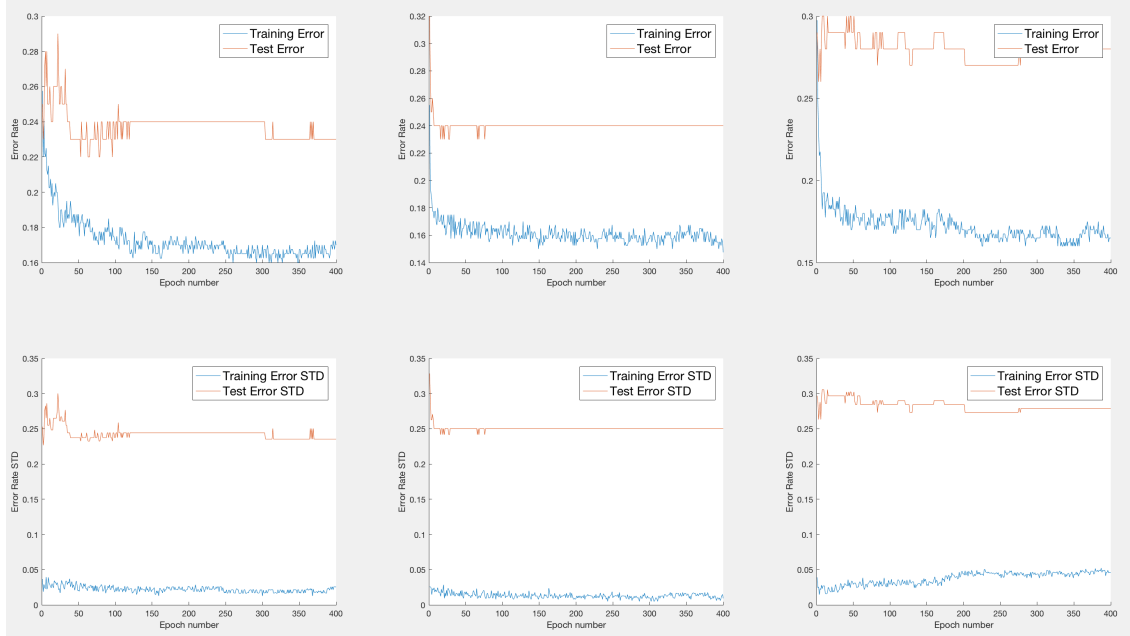 0.3
0.28
0.26
0.24
0.22
0.2
0.18
0.16
Error Rate
0 50 100 150 200 250 300 350 400
Epoch number
Training Error
Test Error
0.32
0.3
0.28
0.26
0.24
0.22
0.2
0.18
0.16
0.14
Error Rate
0 50 100 150 200 250 300 350 400
Epoch number
Training Error
Test Error
0.3
0.25
0.2
0.15
Error Rate
0 50 100 150 200 250 300 350 400
Epoch number
Training Error
Test Error
0.35
0.3
0.25
0.2
0.15
0.1
0.05
0
Error Rate STD
0 50 100 150 200 250 300 350 400
Epoch number
Training Error STD
Test Error STD
0.35
0.3
0.25
0.2
0.15
0.1
0.05
0
Error Rate STD
0 50 100 150 200 250 300 350 400
Epoch number
Training Error STD
Test Error STD
0.35
0.3
0.25
0.2
0.15
0.1
0.05
0
Error Rate STD
0 50 100 150 200 250 300 350 400
Epoch number
Training Error STD
Test Error STD